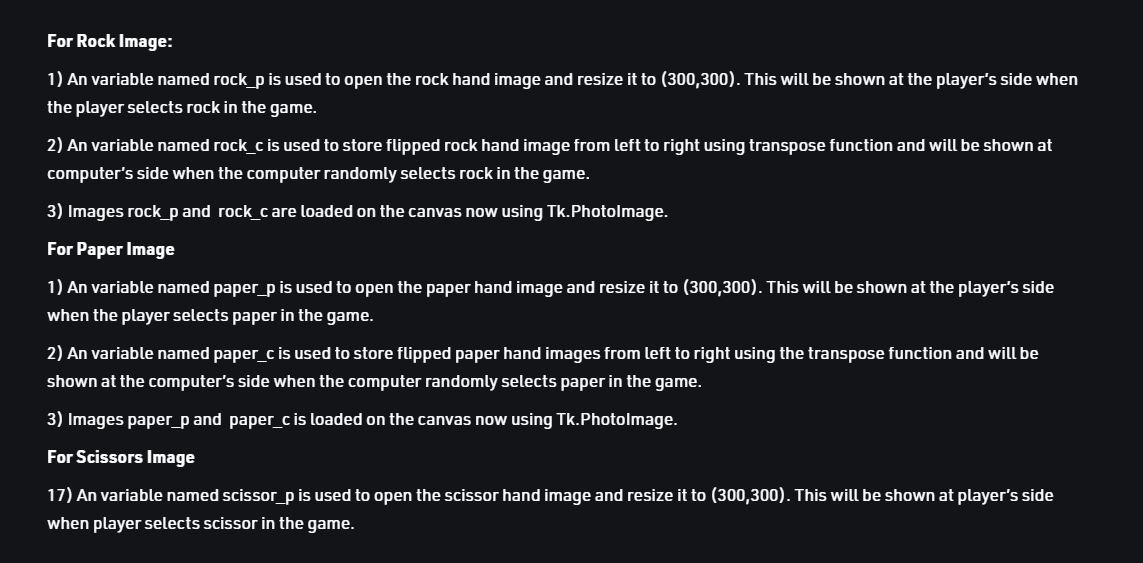 For Rock Image:
1) An variable named rock_p is used to open the rock hand image and resize it to (300,300). This will be shown at the player's side when
the player selects rock in the game.
2) An variable named rock_c is used to store flipped rock hand image from left to right using transpose function and will be shown at
computer's side when the computer randomly selects rock in the game.
3) Images rock_p and  rock_c are loaded on the canvas now using Tk.PhotoImage.
For Paper Image
1) An variable named paper_p is used to open the paper hand image and resize it to (300,300). This will be shown at the player's side
when the player selects paper in the game.
2) An variable named paper_c is used to store flipped paper hand images from left to right using the transpose function and will be
shown at the computer's side when the computer randomly selects paper in the game.
3) Images paper_p and  paper_c is loaded on the canvas now using Tk.PhotoImage.
For Scissors Image
17) An variable named scissor_p is used to open the scissor hand image and resize it to (300,300). This will be shown at player's side
when player selects scissor in the game.